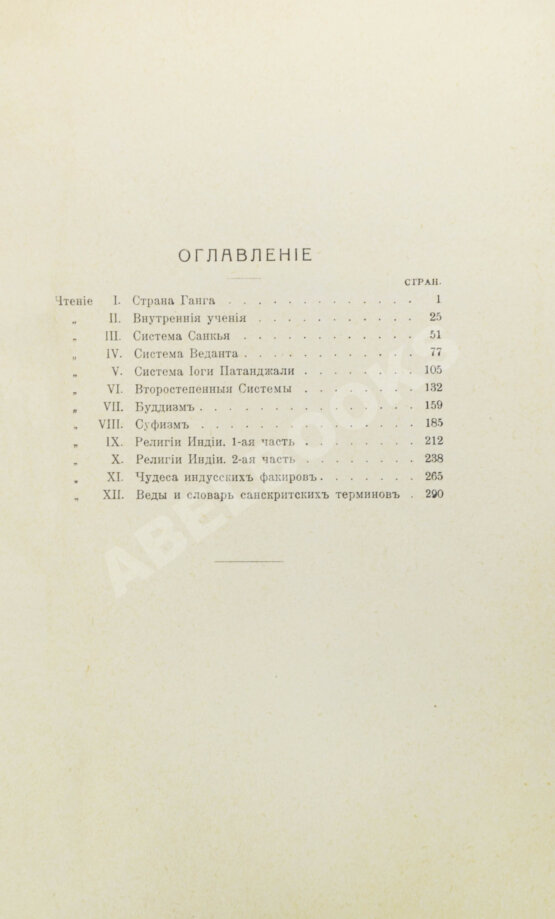 ОГЛАВЛЕНІЕ
СТРАН.
Чтеніе I. Страна Ганга . . . . . . . . . . . . . 1
„ II. Внутреннія ученія . . . . . . . . . . . 25
„ III. Система Санкья . . . . . . . . . . . . 51
„ IV. Система Веданта . . . . . . . . . . . . 77
„ V. Система Іоги Патанджали . . . . . . . . 105
„ VI. Второстепенныя Системы . . . . . . . . 132
„ VII. Буддизмъ . . . . . . . . . . . . . . . 159
„ VIII. Суфизмъ . . . . . . . . . . . . . . . 185
„ IX. Религіи Индіи. 1-ая часть . . . . . . . . 212
„ X. Религіи Индіи. 2-ая часть . . . . . . . . 238
„ XI. Чудеса индусскихъ факировъ . . . . . . . 265
„ XII. Веды и словарь санскритскихъ терминовъ . 290
ABELBOOKS